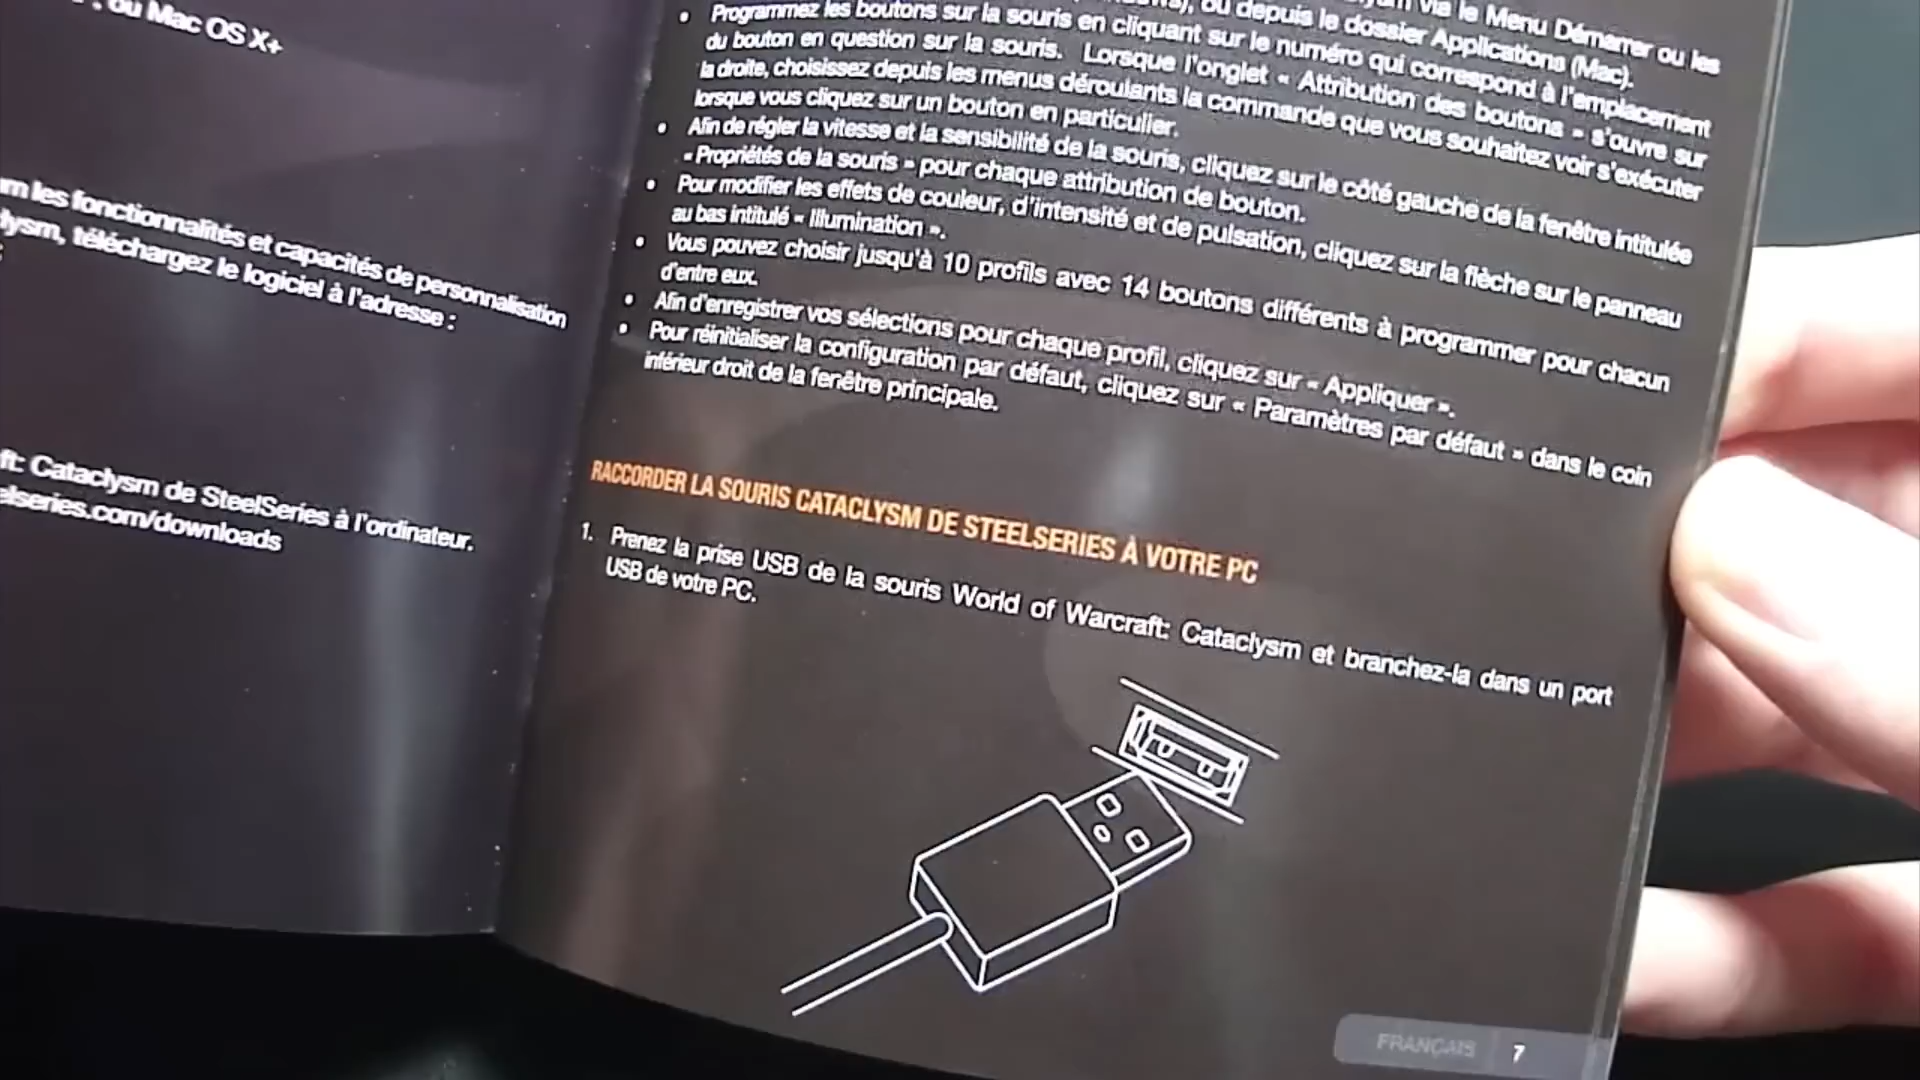 ou Mac OS X+
les fonctionnalités et capacités de personnalisation
téléchargez le logiciel à l'adresse :
Cataclysm de SteelSeries à l'ordinateur.
elseries.com/downloads
via le Menu Démarrer ou les
ou depuis le dossier Applications (Mac).
• Programmez les boutons sur la souris en cliquant sur le numéro qui correspond à l'emplacement
du bouton en question sur la souris. Lorsque l'onglet « Attribution des boutons » s'ouvre sur
la droite, choisissez depuis les menus déroulants la commande que vous souhaitez voir s'exécuter
lorsque vous cliquez sur un bouton en particulier.
• Afin de régler la vitesse et la sensibilité de la souris, cliquez sur le côté gauche de la fenêtre intitulée
« Propriétés de la souris » pour chaque attribution de bouton.
• Pour modifier les effets de couleur, d'intensité et de pulsation, cliquez sur la flèche sur le panneau
au bas intitulé « Illumination ».
• Vous pouvez choisir jusqu'à 10 profils avec 14 boutons différents à programmer pour chacun
d'entre eux.
• Afin d'enregistrer vos sélections pour chaque profil, cliquez sur « Appliquer ».
• Pour réinitialiser la configuration par défaut, cliquez sur « Paramètres par défaut » dans le coin
inférieur droit de la fenêtre principale.
RACCORDER LA SOURIS CATACLYSM DE STEELSERIES À VOTRE PC
1. Prenez la prise USB de la souris World of Warcraft: Cataclysm et branchez-la dans un port
USB de votre PC.
FRANÇAIS 7